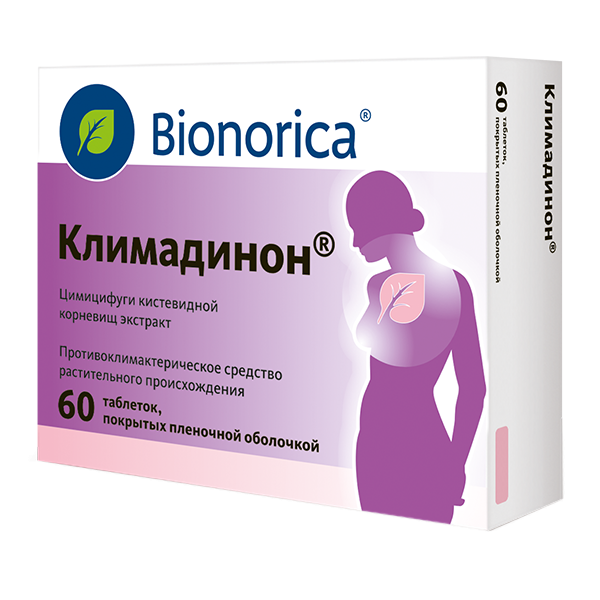 Bionorica®
Климадинон®
Цимицифуги кистевидной
корневищ экстракт
Противоклимактерическое средство
растительного происхождения
60 таблеток,
покрытых пленочной оболочкой
Климадинон®
60 таблеток,
покрытых пленочной оболочкой